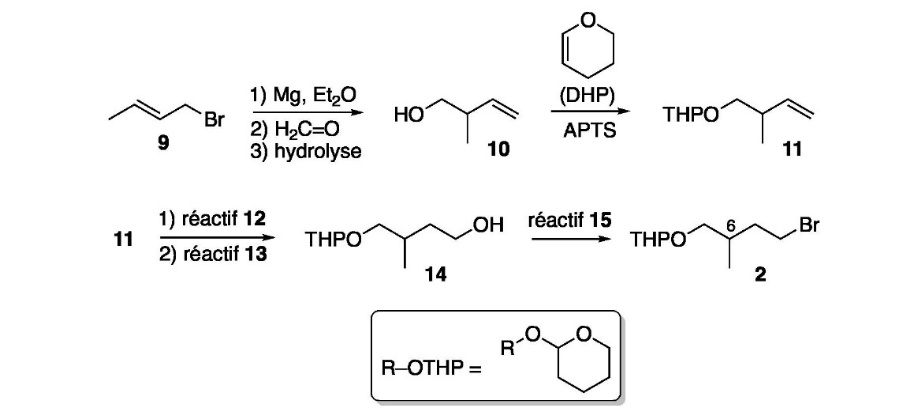 O
1) Mg, Et2O
2) H2C=O
3) hydrolyse
Br
9
HO
10
(DHP)
APTS
THPO
11
11
1) réactif 12
2) réactif 13
THPO
OH
14
réactif 15
THPO
6
Br
2
R–OTHP =
R
O
O